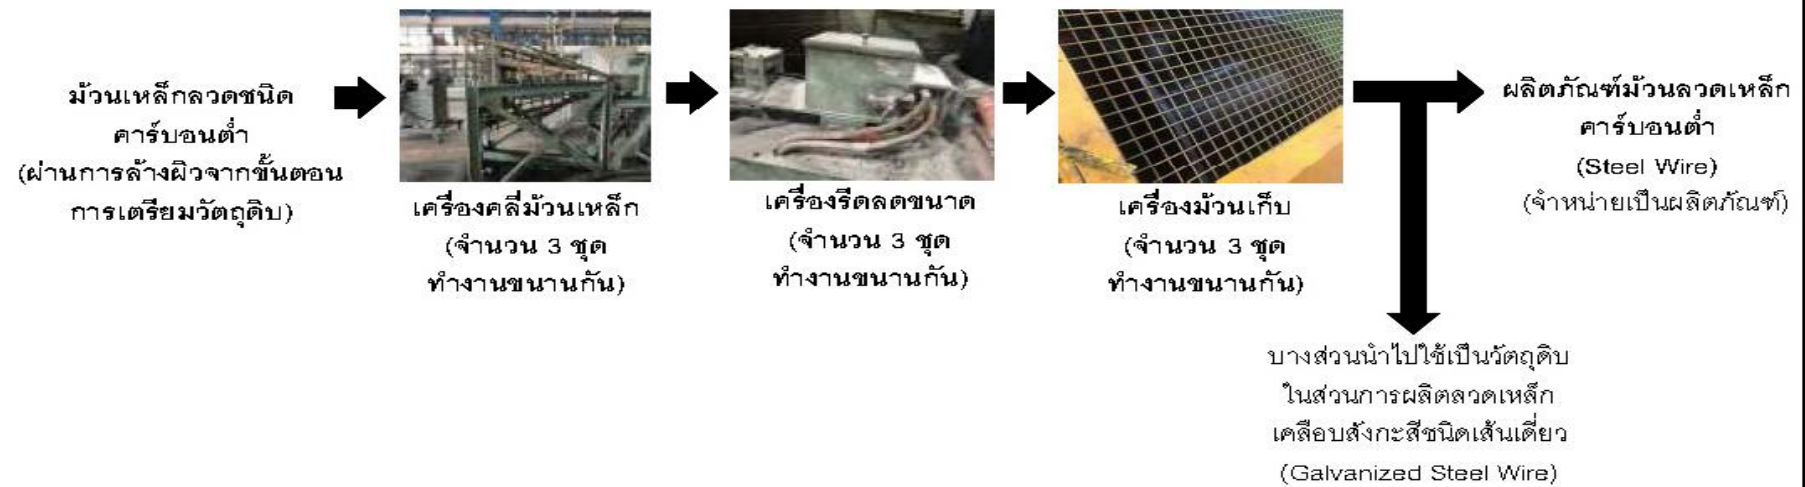 ม้วนเหล็กลวดชนิด
คาร์บอนต่ำ
(ผ่านการล้างผิวจากขั้นตอน
การเตรียมวัตถุดิบ)
เครื่องคลี่ม้วนเหล็ก
(จำนวน 3 ชุด
ทำงานขนานกัน)
เครื่องรีดลดขนาด
(จำนวน 3 ชุด
ทำงานขนานกัน)
เครื่องม้วนเก็บ
(จำนวน 3 ชุด
ทำงานขนานกัน)
ผลิตภัณฑ์ม้วนลวดเหล็ก
คาร์บอนต่ำ
(Steel Wire)
(จำหน่ายเป็นผลิตภัณฑ์)
บางส่วนนำไปใช้เป็นวัตถุดิบ
ในส่วนการผลิตลวดเหล็ก
เคลือบสังกะสีชนิดเส้นเดี่ยว
(Galvanized Steel Wire)